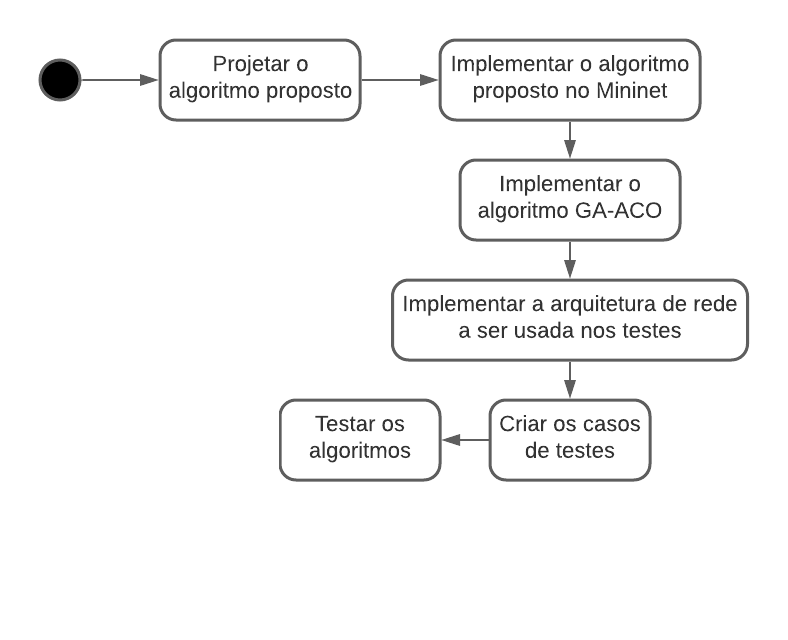 Projetar o
algoritmo proposto
Implementar o algoritmo
proposto no Mininet
Implementar o
algoritmo GA-ACO
Implementar a arquitetura de rede
a ser usada nos testes
Criar os casos
de testes
Testar os
algoritmos